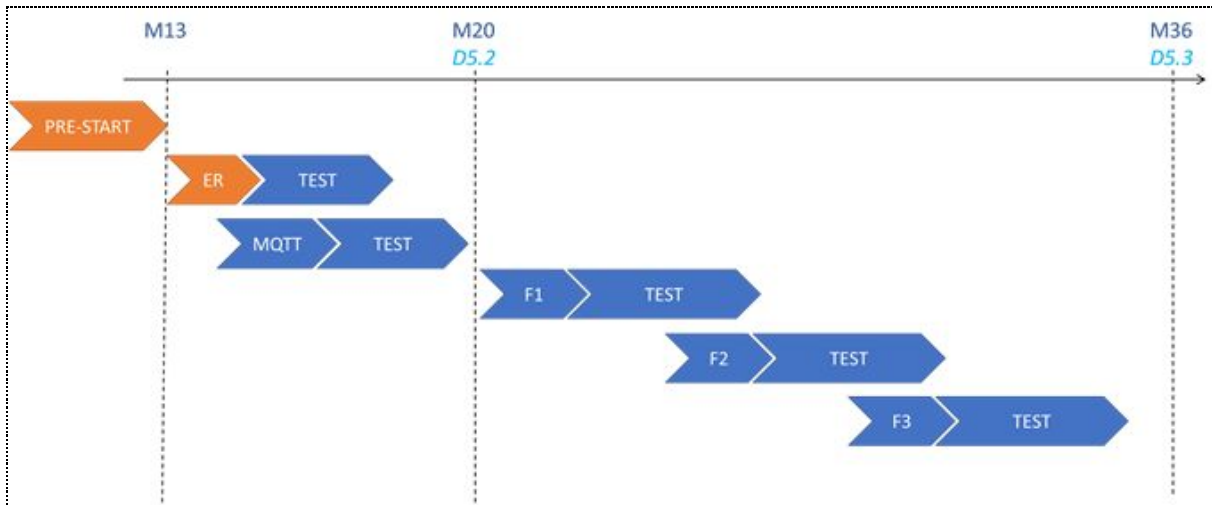 M13 M20 M36
D5.2 D5.3
PRE-START
ER TEST
MQTT TEST
F1 TEST
F2 TEST
F3 TEST